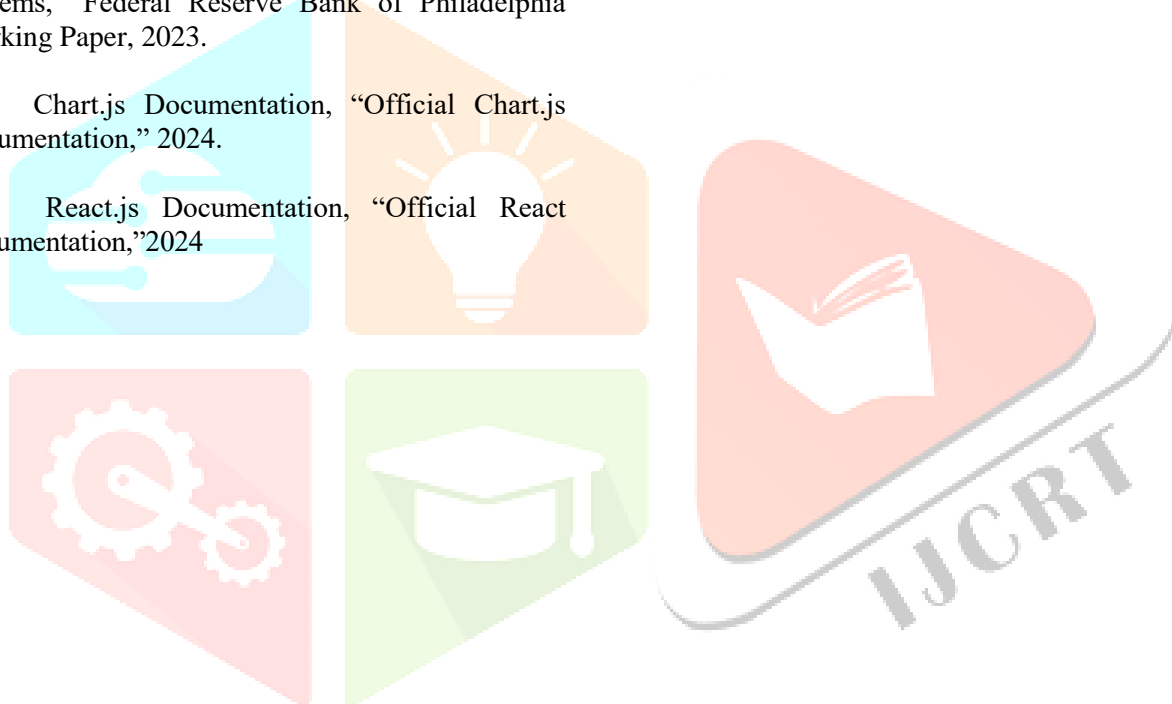 ems, Federal Reserve Bank of Philadelphia
rking Paper, 2023.
Chart.js Documentation, “Official Chart.js
umentation,” 2024.
React.js Documentation, “Official React
umentation,”2024
IJCRT